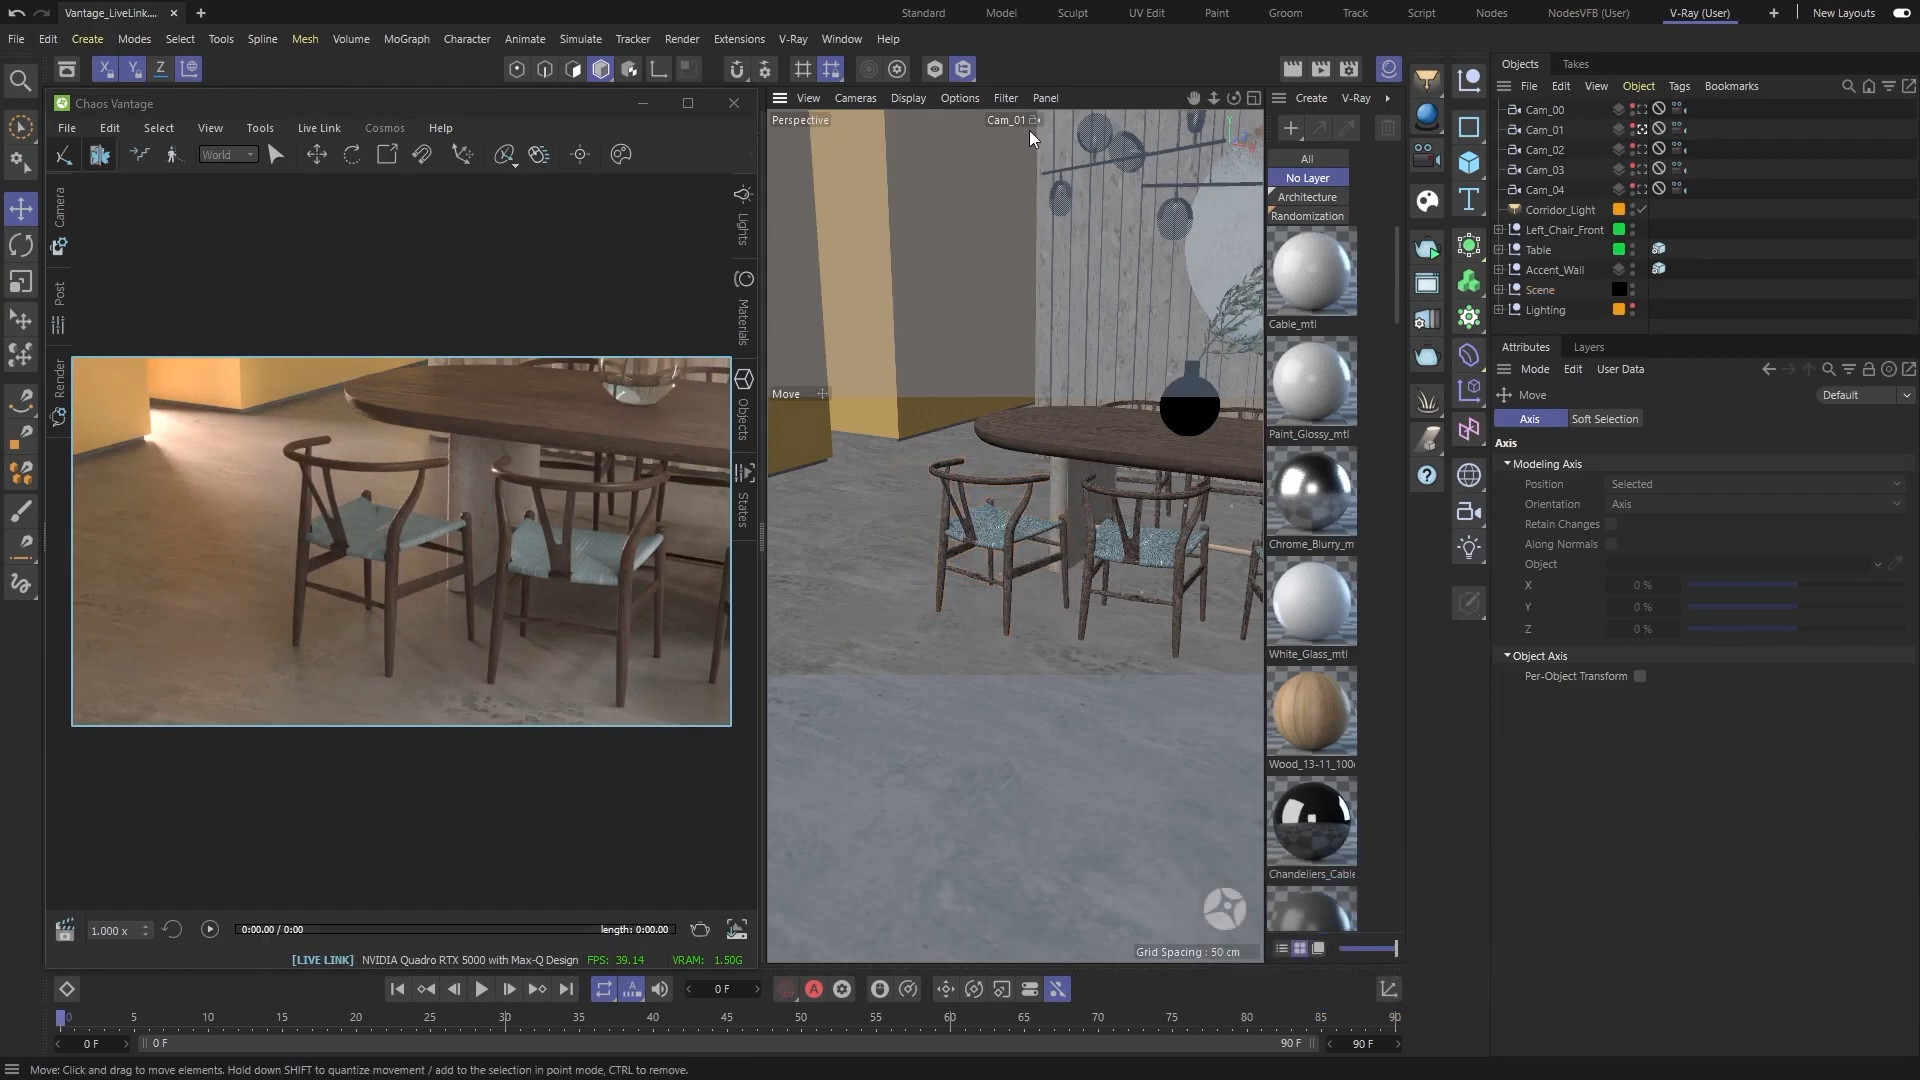 Vantage_LiveLink....
Standard
Model
Sculpt
UV Edit
Paint
Groom
Track
Script
Nodes
NodesVFB (User)
V-Ray (User)
New Layouts
File Edit Create Modes Select Tools Spline Mesh Volume MoGraph Character Animate Simulate Tracker Render Extensions V-Ray Window Help
X Y Z
Chaos Vantage
File Edit Select View Tools Live Link Cosmos Help
World
Camera
Post
Render
Lights
Materials
Objects
States
1.000 x
0:00.00 / 0:00
length: 0:00.00
[LIVE LINK] NVIDIA Quadro RTX 5000 with Max-Q Design FPS: 39.14 VRAM: 1.50G
View Cameras Display Options Filter Panel
Perspective
Cam_01
Y
Move
Grid Spacing : 50 cm
Create V-Ray
All
No Layer
Architecture
Randomization
Cable_mtl
Paint_Glossy_mtl
Chrome_Blurry_m
White_Glass_mtl
Wood_13-11_100
Chandeliers_Cable
Objects Takes
File Edit View Object Tags Bookmarks
Cam_00
Cam_01
Cam_02
Cam_03
Cam_04
Corridor_Light
Left_Chair_Front
Table
Accent_Wall
Scene
Lighting
Attributes Layers
Mode Edit User Data
Move
Default
Axis Soft Selection
Axis
Modeling Axis
Position Selected
Orientation Axis
Retain Changes
Along Normals
Object
X 0 %
Y 0 %
Z 0 %
Object Axis
Per-Object Transform
0 F
0 5 10 15 20 25 30 35 40 45 50 55 60 65 70 75 80 85 90
0 F 0 F 90 F 90 F
Move: Click and drag to move elements. Hold down SHIFT to quantize movement / add to the selection in point mode, CTRL to remove.